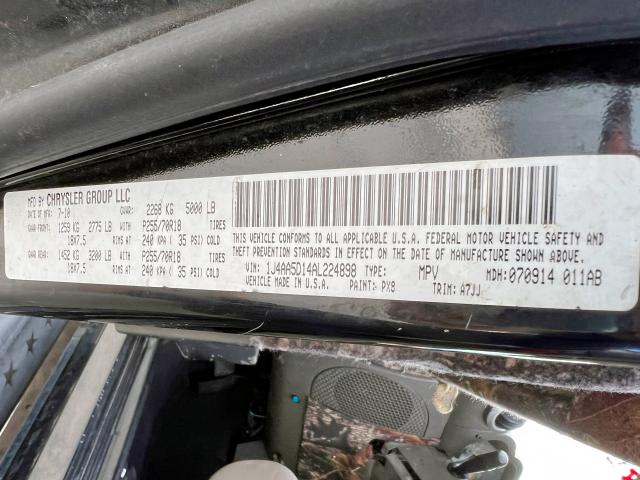 MFD BY CHRYSLER GROUP LLC
DATE OF MFR 7-10 GVWR: 2268 KG 5000 LB
GAWR FRONT: 1259 KG 2775 LB WITH P255/70R18 TIRES
18X7.5 RIMS AT 240 KPA ( 35 PSI) COLD
GAWR REAR: 1452 KG 3200 LB WITH P255/70R18 TIRES
18X7.5 RIMS AT 240 KPA ( 35 PSI) COLD
THIS VEHICLE CONFORMS TO ALL APPLICABLE U.S.A. FEDERAL MOTOR VEHICLE SAFETY AND
THEFT PREVENTION STANDARDS IN EFFECT ON THE DATE OF MANUFACTURE SHOWN ABOVE.
VIN: 1J4AA5D14AL224898 TYPE: MPV MDH: 070914 011AB
VEHICLE MADE IN U.S.A. PAINT: PX8 TRIM: A7JJ